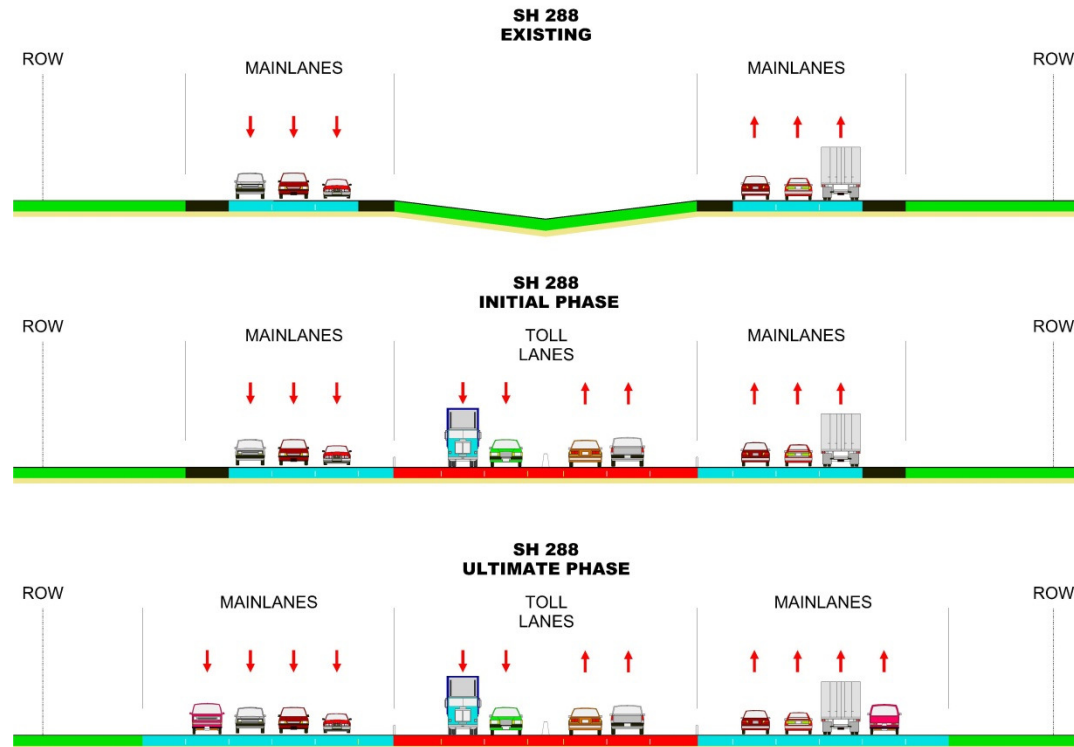 SH 288
EXISTING
ROW
MAINLANES
MAINLANES
ROW
SH 288
INITIAL PHASE
ROW
MAINLANES
TOLL
LANES
MAINLANES
ROW
SH 288
ULTIMATE PHASE
ROW
MAINLANES
TOLL
LANES
MAINLANES
ROW